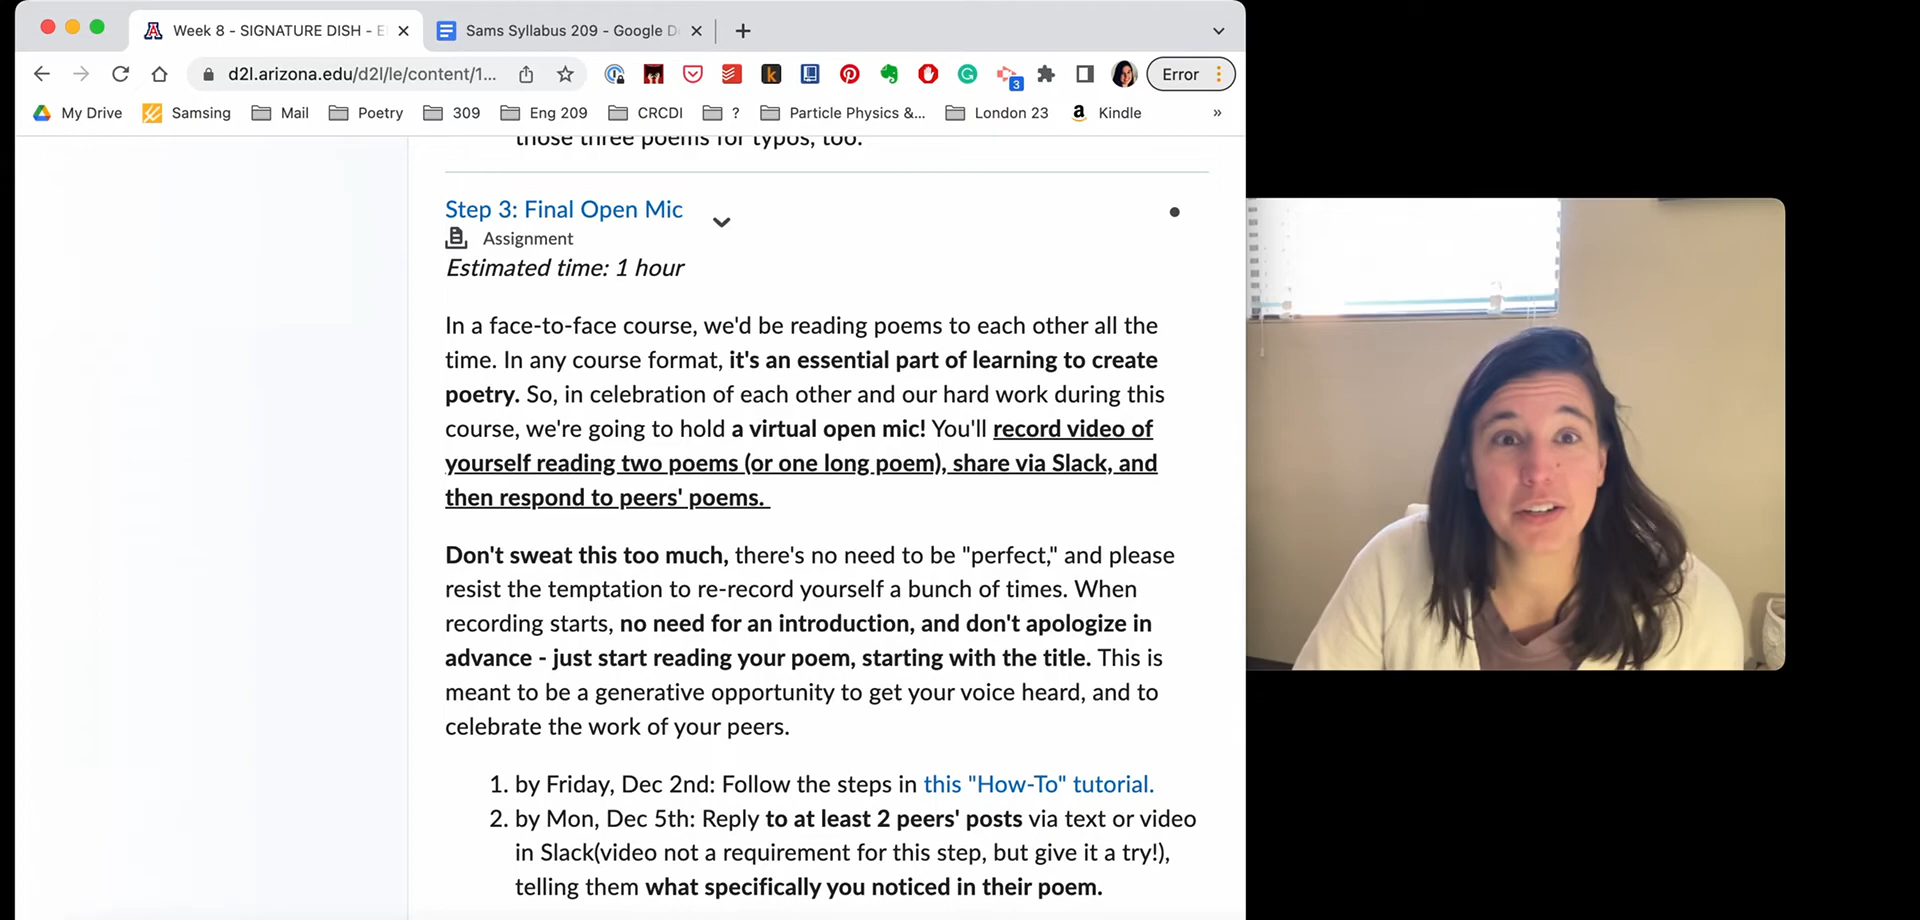 Week 8 - SIGNATURE DISH - E
Sams Syllabus 209 - Google D
d2l.arizona.edu/d2l/le/content/1...
3
Error
My Drive
Samsing
Mail
Poetry
309
Eng 209
CRCDI
?
Particle Physics &...
London 23
Kindle
»
those three poems for typos, too.
Step 3: Final Open Mic
Assignment
Estimated time: 1 hour
In a face-to-face course, we'd be reading poems to each other all the
time. In any course format, it's an essential part of learning to create
poetry. So, in celebration of each other and our hard work during this
course, we're going to hold a virtual open mic! You'll record video of
yourself reading two poems (or one long poem), share via Slack, and
then respond to peers' poems.
Don't sweat this too much, there's no need to be "perfect," and please
resist the temptation to re-record yourself a bunch of times. When
recording starts, no need for an introduction, and don't apologize in
advance - just start reading your poem, starting with the title. This is
meant to be a generative opportunity to get your voice heard, and to
celebrate the work of your peers.
1. by Friday, Dec 2nd: Follow the steps in this "How-To" tutorial.
2. by Mon, Dec 5th: Reply to at least 2 peers' posts via text or video
in Slack(video not a requirement for this step, but give it a try!),
telling them what specifically you noticed in their poem.